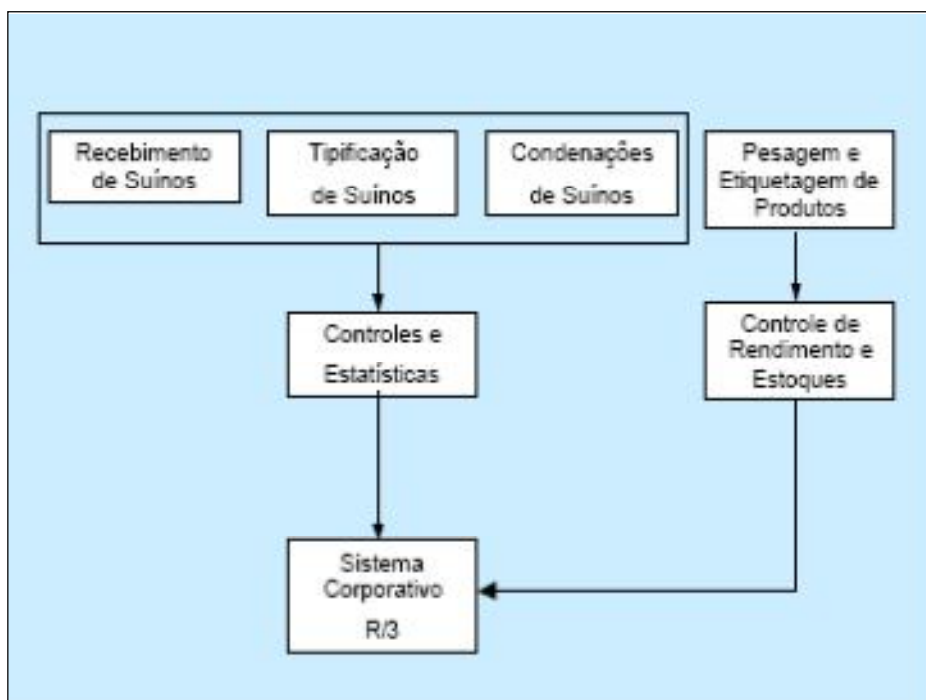 Recebimento
de Suínos
Tipificação
de Suínos
Condenações
de Suínos
Pesagem e
Etiquetagem de
Produtos
Controles e
Estatísticas
Controle de
Rendimento e
Estoques
Sistema
Corporativo
R/3